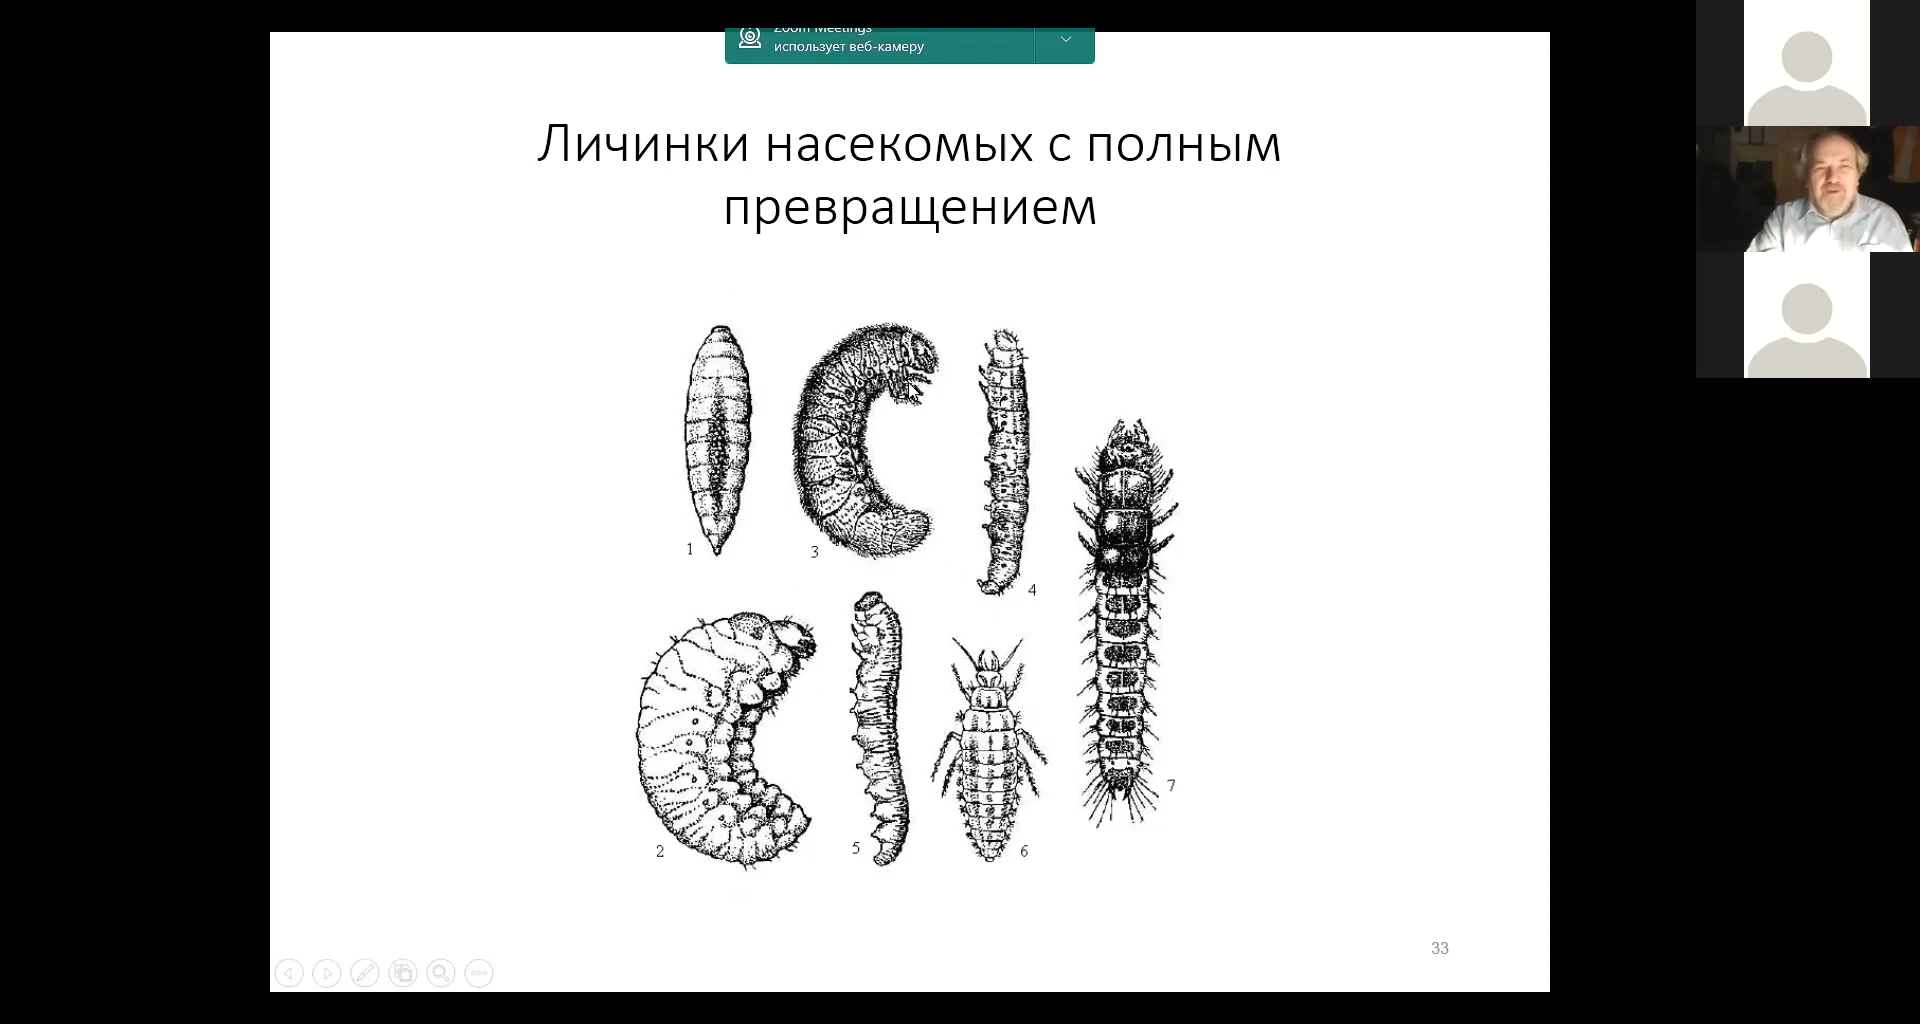 Zoom Meetings
использует веб-камеру
Личинки насекомых с полным
превращением
1
3
4
7
2
5
6
33